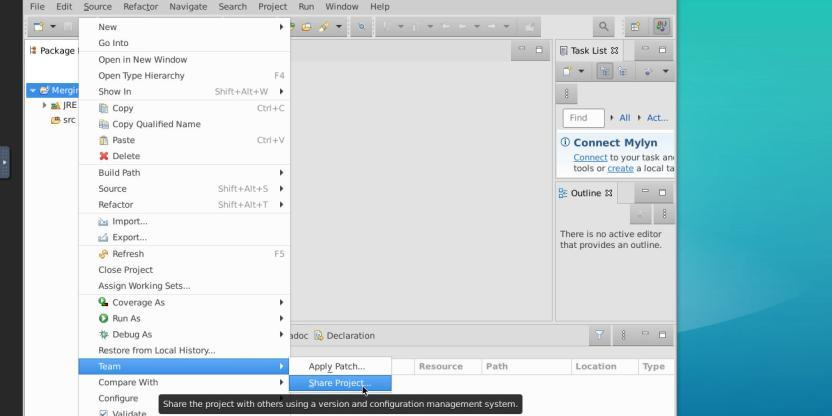 File Edit Source Refactor Navigate Search Project Run Window Help
Package
Mergin
JRE
src
New
Go Into
Open in New Window
Open Type Hierarchy F4
Show In Shift+Alt+W
Copy Ctrl+C
Copy Qualified Name
Paste Ctrl+V
Delete
Build Path
Source Shift+Alt+S
Refactor Shift+Alt+T
Import...
Export...
Refresh F5
Close Project
Assign Working Sets...
Coverage As
Run As
Debug As
Restore from Local History...
Team
Compare With
Configure
Validate
Apply Patch...
Share Project...
Share the project with others using a version and configuration management system.
Task List
Find All Act...
Connect Mylyn
Connect to your task an
tools or create a local ta
Outline
There is no active editor
that provides an outline.
adoc Declaration
Resource Path Location Type